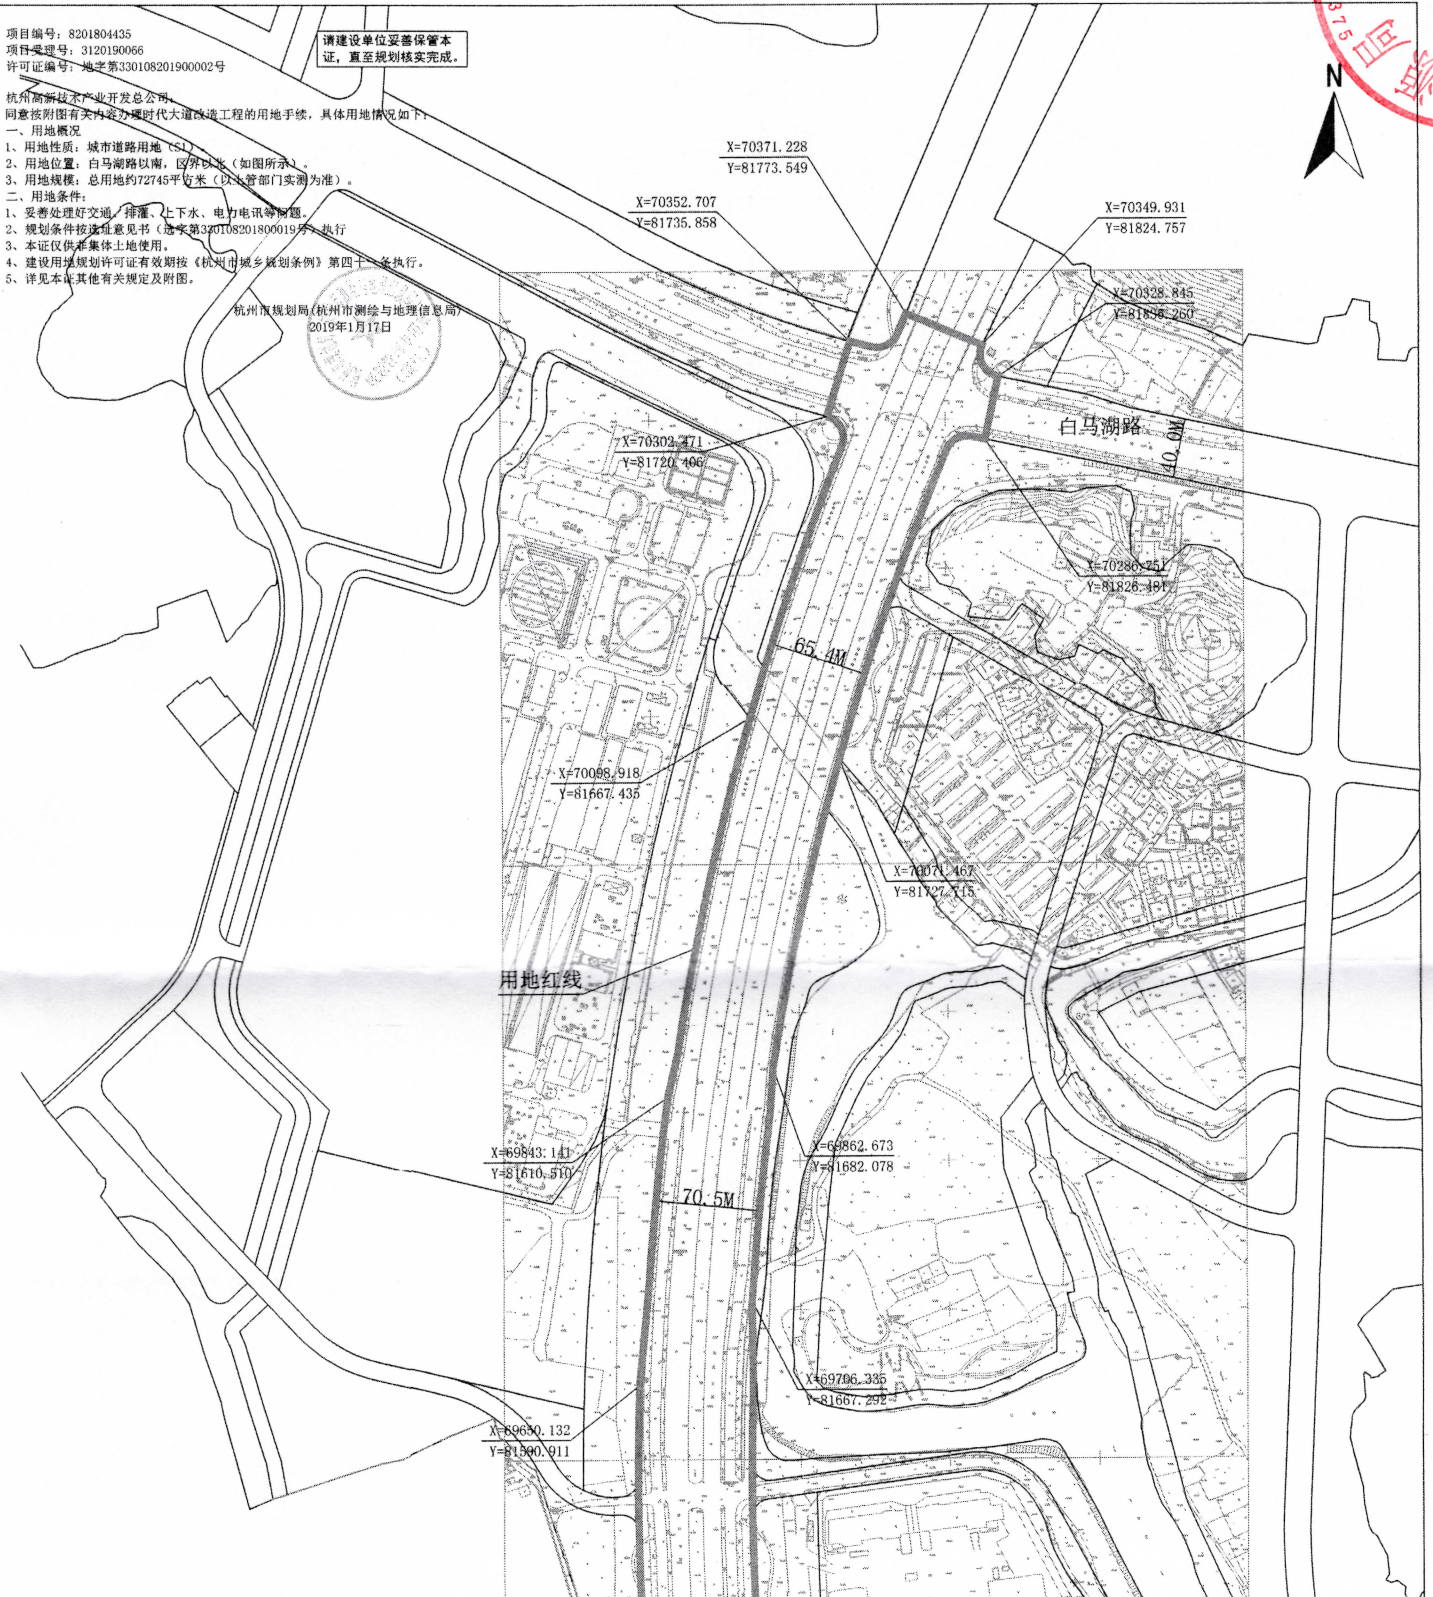 项目编号：8201804435
项目受理号：3120190066
许可证编号：地字第330108201900002号
请建设单位妥善保管本
证，直至规划核实完成。
杭州高新技术产业开发总公司：
同意按附图有关内容办理时代大道改造工程的用地手续，具体用地情况如下：
一、用地概况
1、用地性质：城市道路用地（S1）。
2、用地位置：白马湖路以南，区界以北（如图所示）。
3、用地规模：总用地约72745平方米（以土管部门实测为准）。
二、用地条件：
1、妥善处理好交通、排灌、上下水、电力电讯等问题。
2、规划条件按选址意见书（选字第330108201800019号）执行
3、本证仅供非集体土地使用。
4、建设用地规划许可证有效期按《杭州市城乡规划条例》第四十一条执行。
5、详见本证其他有关规定及附图。
杭州市规划局(杭州市测绘与地理信息局)
2019年1月17日
375
局
N
X=70371.228
Y=81773.549
X=70352.707
Y=81735.858
X=70349.931
Y=81824.757
X=70328.845
Y=81835.260
X=70302.471
Y=81720.406
白马湖路
40.0M
X=70286.751
Y=81826.481
65.4M
X=70098.918
Y=81667.435
X=70071.467
Y=81727.715
用地红线
X=69843.141
Y=81610.510
X=69862.673
Y=81682.078
70.5M
X=69706.335
Y=81667.292
X=69650.132
Y=81590.911